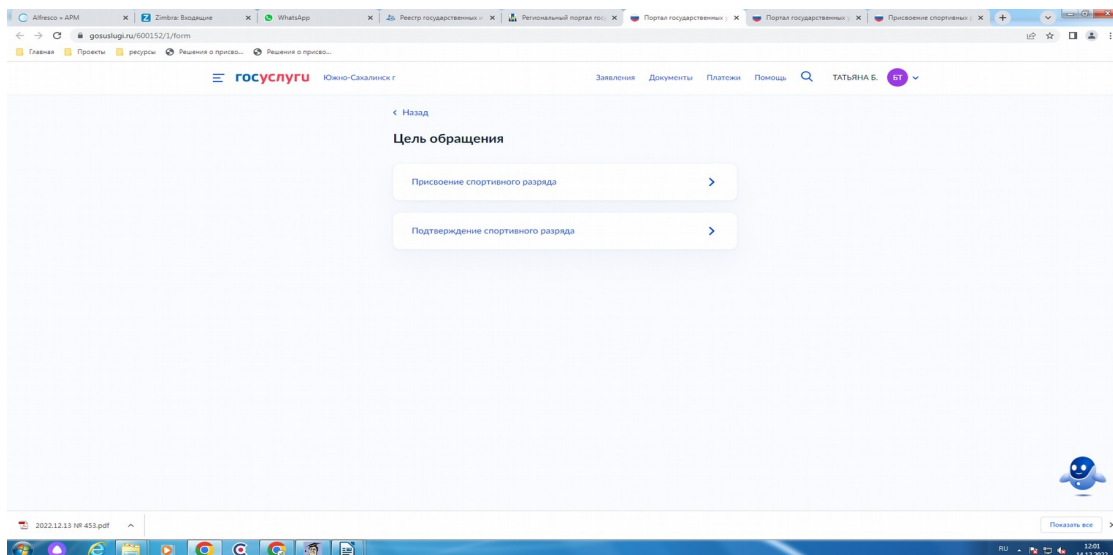 Alfresco » АРМ
Zimbra: Входящие
WhatsApp
Реестр государственных и
Региональный портал гос
Портал государственных
Портал государственных
Присвоение спортивных
gosuslugi.ru/600152/1/form
Главная
Проекты
ресурсы
Решения о присво...
Решения о присво...
госуслуги
Южно-Сахалинск г
Заявления
Документы
Платежи
Помощь
ТАТЬЯНА Б.
БТ
Назад
Цель обращения
Присвоение спортивного разряда
Подтверждение спортивного разряда
2022.12.13 № 453.pdf
Показать все
RU
12:01
14.12.2022